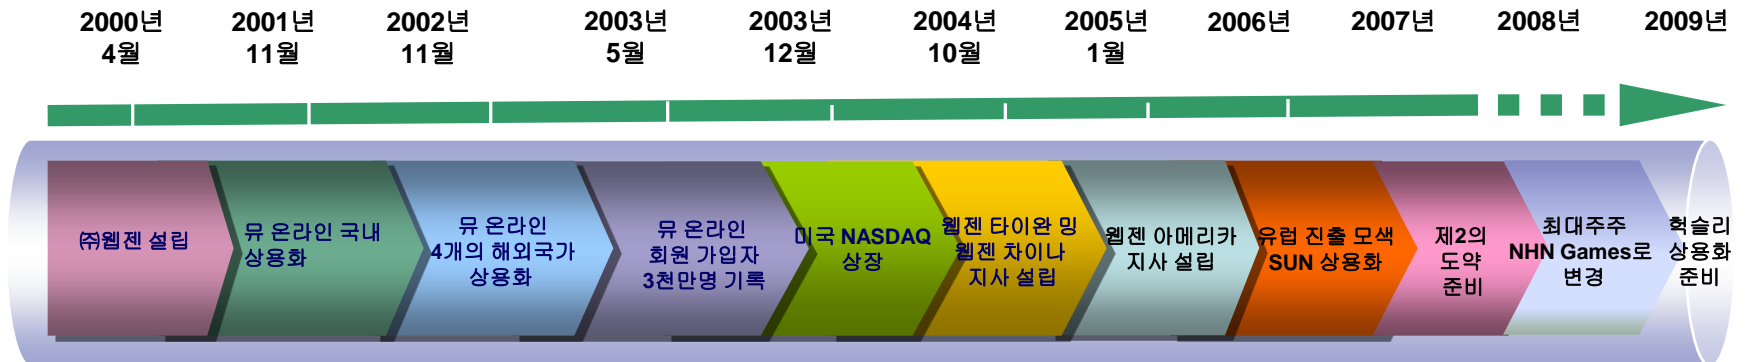 2000년
4월
2001년
11월
2002년
11월
2003년
5월
2003년
12월
2004년
10월
2005년
1월
2006년
2007년
2008년
2009년
㈜웹젠 설립
뮤 온라인 국내
상용화
뮤 온라인
4개의 해외국가
상용화
뮤 온라인
회원 가입자
3천만명 기록
미국 NASDAQ
상장
웹젠 타이완 밍
웹젠 차이나
지사 설립
웹젠 아메리카
지사 설립
유럽 진출 모색
SUN 상용화
제2의
도약
준비
최대주주
NHN Games로
변경
헉슬리
상용화
준비